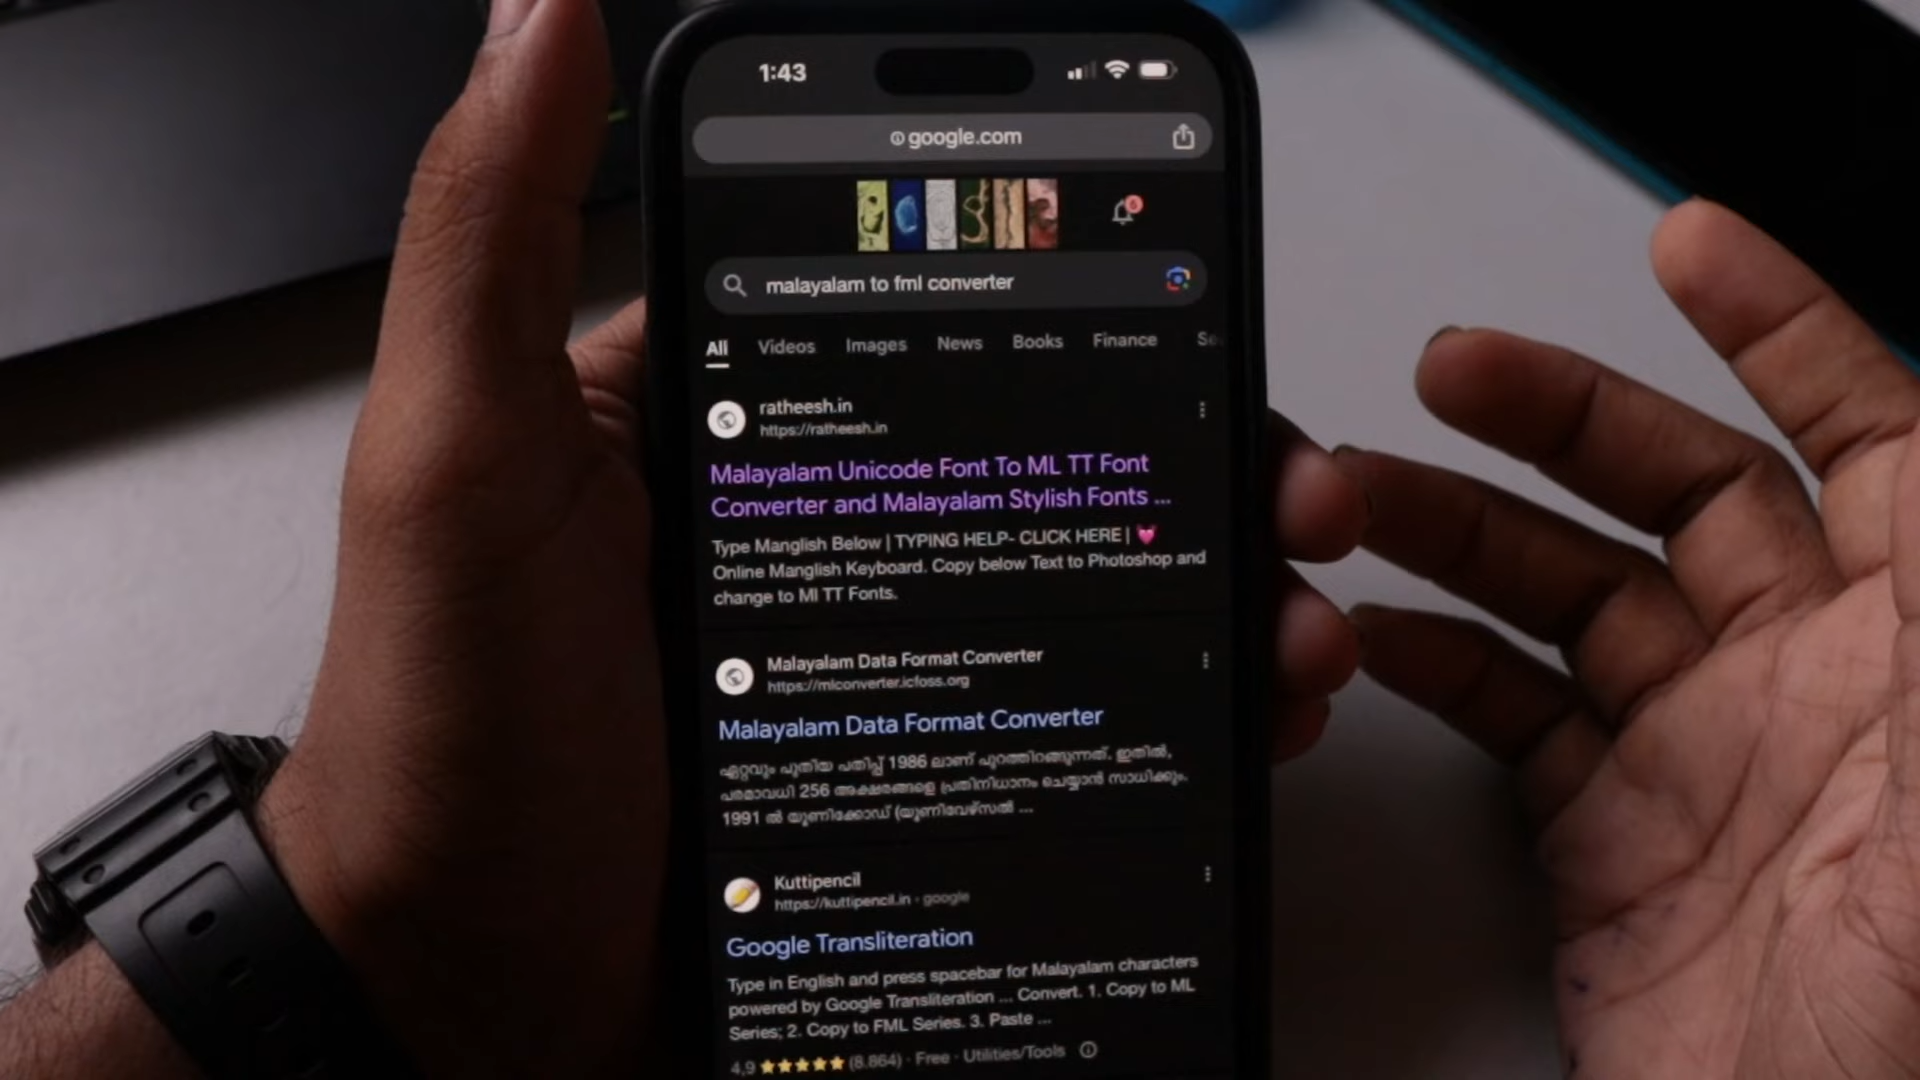 1:43
google.com
6
malayalam to fml converter
All Videos Images News Books Finance
ratheesh.in
https://ratheesh.in
Malayalam Unicode Font To ML TT Font
Converter and Malayalam Stylish Fonts ...
Type Manglish Below | TYPING HELP- CLICK HERE | 💓
Online Manglish Keyboard. Copy below Text to Photoshop and
change to Ml TT Fonts.
Malayalam Data Format Converter
https://mlconverter.icfoss.org
Malayalam Data Format Converter
ഏറ്റവും പുതിയ പതിപ്പ് 1986 ലാണ് പുറത്തിറങ്ങുന്നത്. ഇതിൽ,
പരമാവധി 256 അക്ഷരങ്ങളെ പ്രതിനിധാനം ചെയ്യാൻ സാധിക്കും.
1991 ൽ യൂണിക്കോഡ് (യൂണിവേഴ്സൽ ...
Kuttipencil
https://kuttipencil.in › google
Google Transliteration
Type in English and press spacebar for Malayalam characters
powered by Google Transliteration ... Convert. 1. Copy to ML
Series; 2. Copy to FML Series. 3. Paste ...
4,9 ★★★★★ (8.864) · Free · Utilities/Tools